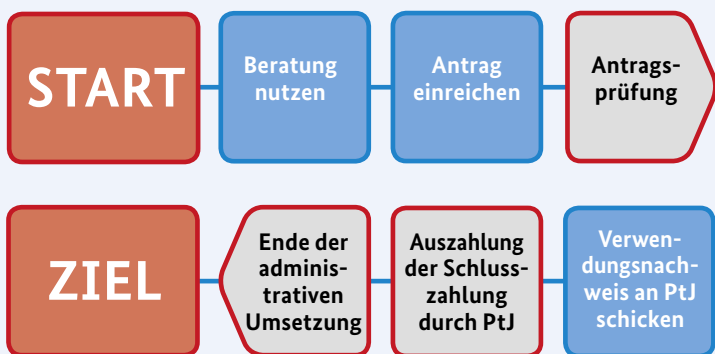 START
Beratung
nutzen
Antrag
einreichen
Antrags-
prüfung
ZIEL
Ende der
adminis-
trativen
Umsetzung
Auszahlung
der Schluss-
zahlung
durch PtJ
Verwen-
dungsnach-
weis an PtJ
schicken